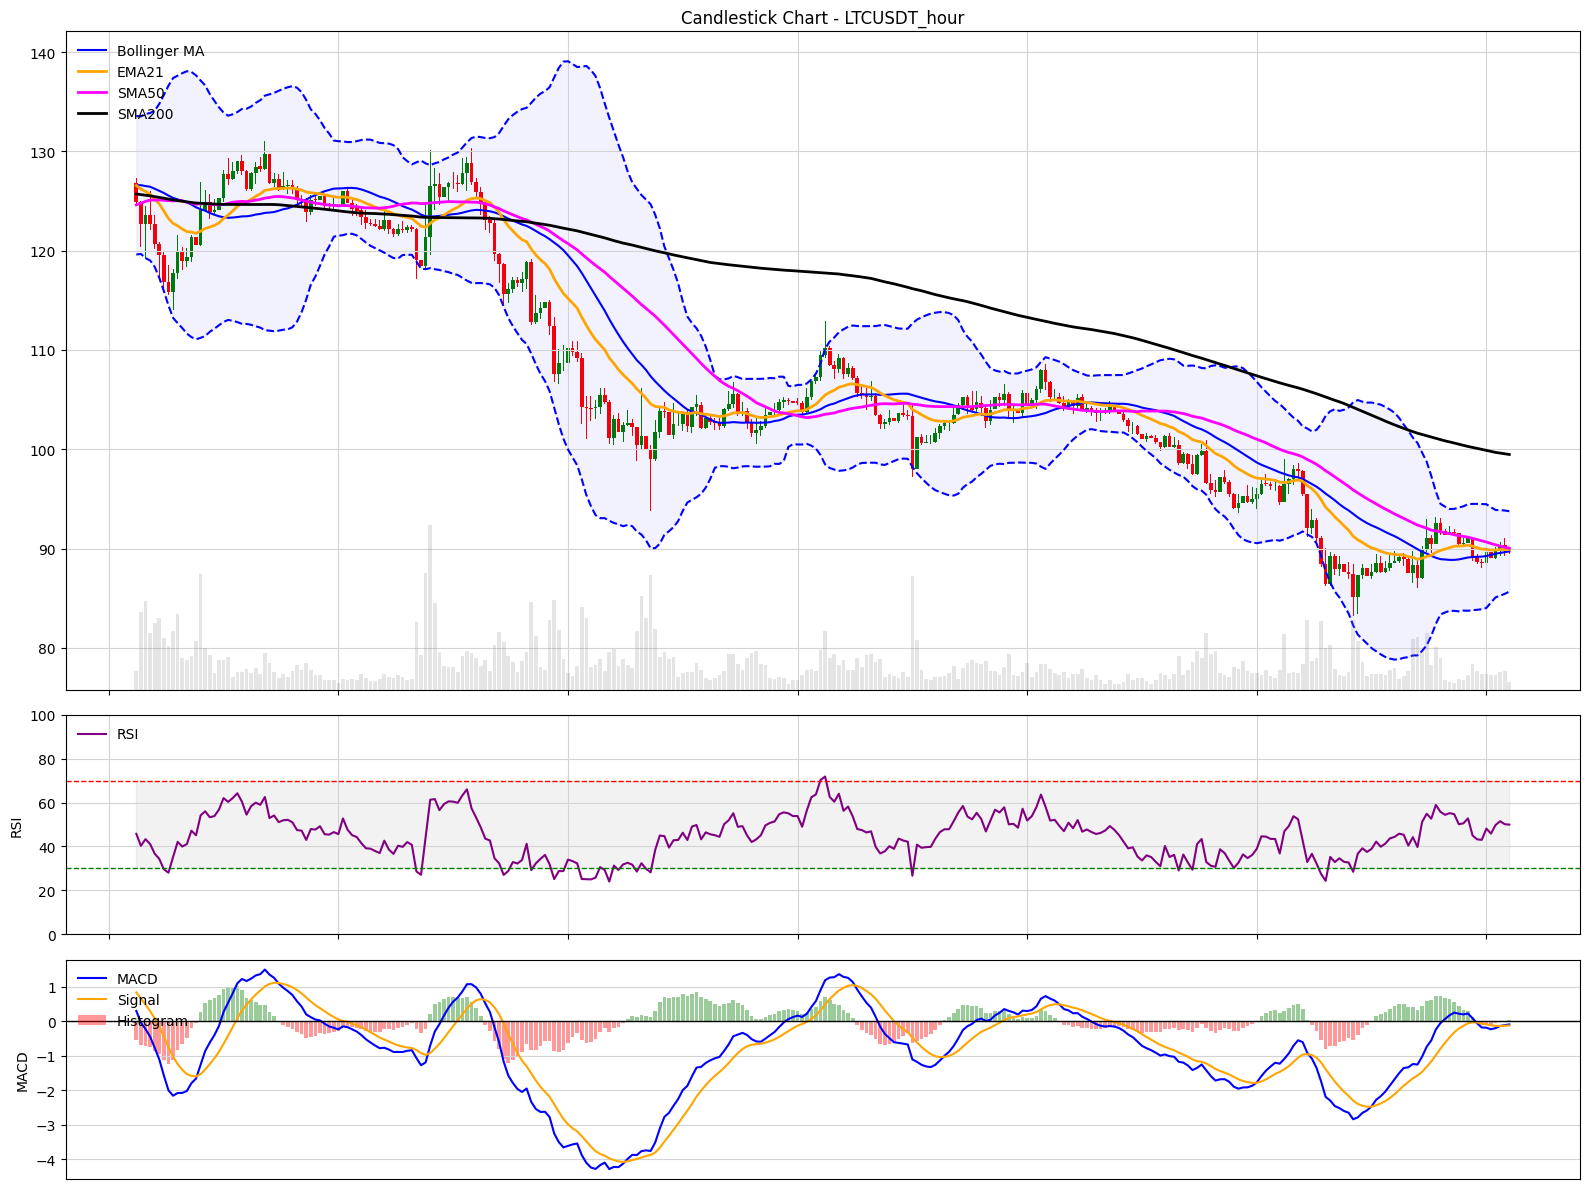 Candlestick Chart - LTCUSDT_hour
Bollinger MA
EMA21
SMA50
SMA200
140
130
120
110
100
90
80
RSI
100
80
60
40
20
0
RSI
MACD
Signal
Histogram
1
0
−1
−2
−3
−4
MACD